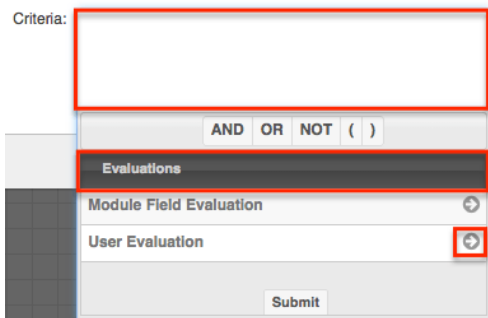 Criteria:
AND OR NOT ( )
Evaluations
Module Field Evaluation
User Evaluation
Submit